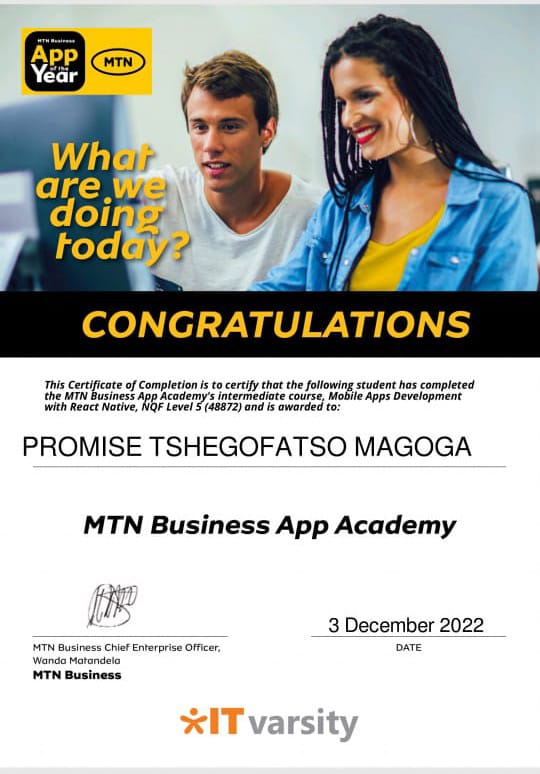 MTN Business
App
of the
Year
MTN
What
are we
doing
today?
CONGRATULATIONS
This Certificate of Completion is to certify that the following student has completed
the MTN Business App Academy's intermediate course, Mobile Apps Development
with React Native, NQF Level 5 (48872) and is awarded to:
PROMISE TSHEGOFATSO MAGOGA
MTN Business App Academy
3 December 2022
MTN Business Chief Enterprise Officer,
Wanda Matandela
MTN Business
DATE
IT varsity